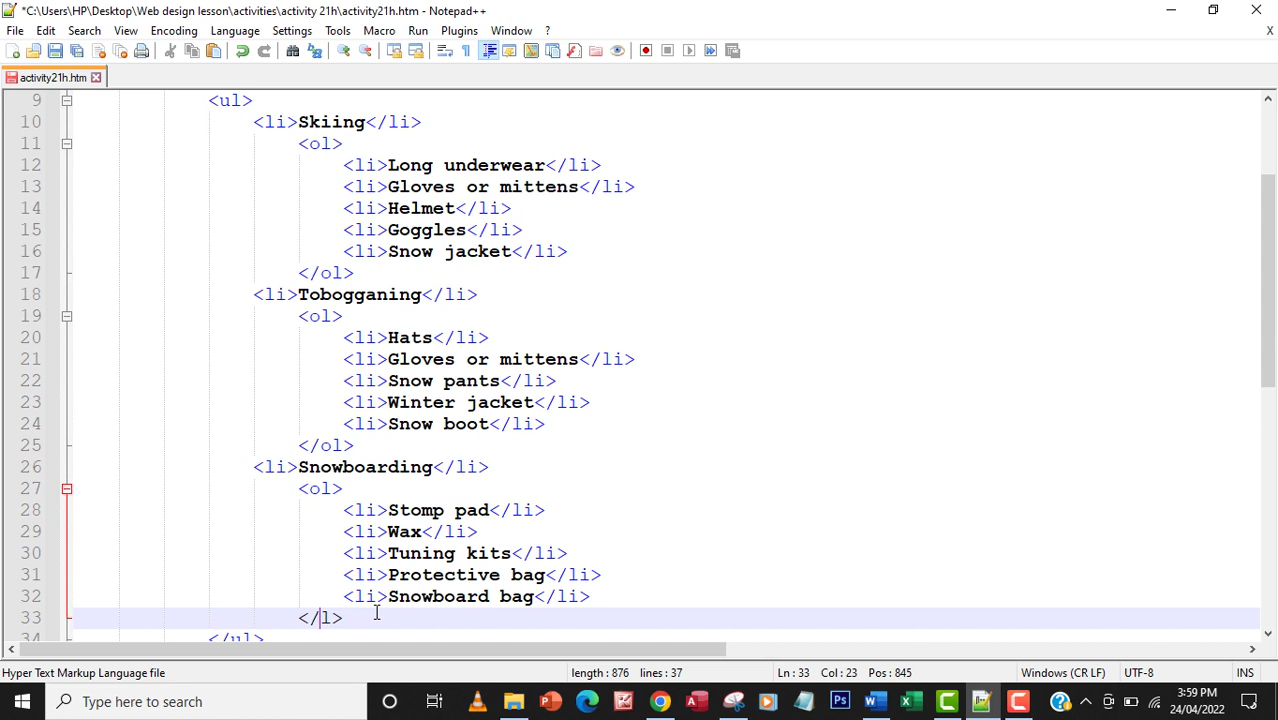 *C:\Users\HP\Desktop\Web design lesson\activities\activity 21h\activity21h.htm - Notepad++
File Edit Search View Encoding Language Settings Tools Macro Run Plugins Window ? X
activity21h.htm
9 <ul>
10 <li>Skiing</li>
11 <ol>
12 <li>Long underwear</li>
13 <li>Gloves or mittens</li>
14 <li>Helmet</li>
15 <li>Goggles</li>
16 <li>Snow jacket</li>
17 </ol>
18 <li>Tobogganing</li>
19 <ol>
20 <li>Hats</li>
21 <li>Gloves or mittens</li>
22 <li>Snow pants</li>
23 <li>Winter jacket</li>
24 <li>Snow boot</li>
25 </ol>
26 <li>Snowboarding</li>
27 <ol>
28 <li>Stomp pad</li>
29 <li>Wax</li>
30 <li>Tuning kits</li>
31 <li>Protective bag</li>
32 <li>Snowboard bag</li>
33 </l>
34 </ul>
Hyper Text Markup Language file length : 876 lines : 37 Ln : 33 Col : 23 Pos : 845 Windows (CR LF) UTF-8 INS
Type here to search
3:59 PM
24/04/2022